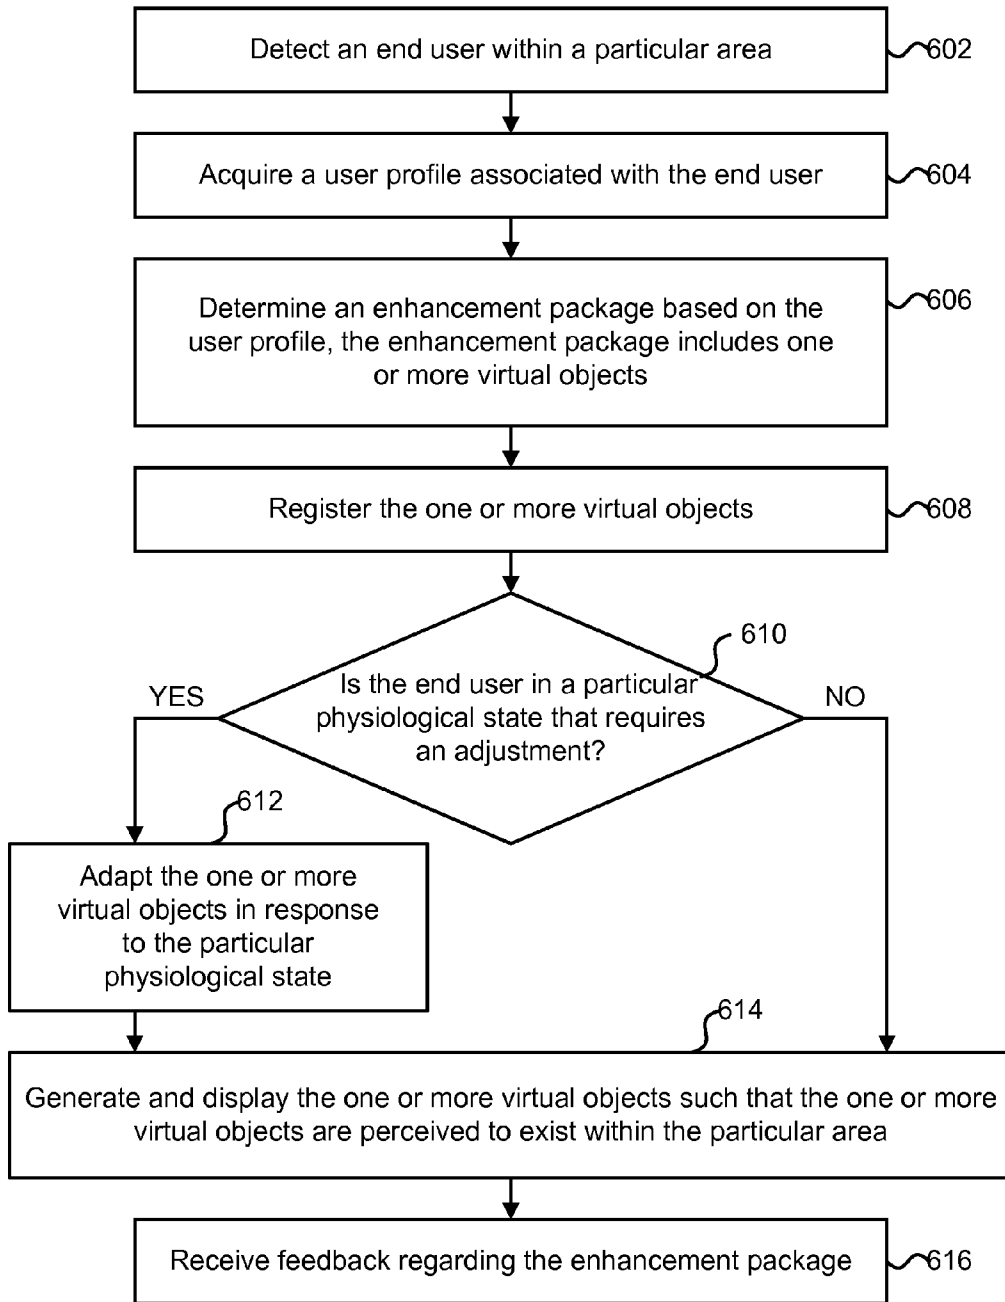 Detect an end user within a particular area
602
Acquire a user profile associated with the end user
604
Determine an enhancement package based on the
user profile, the enhancement package includes one
or more virtual objects
606
Register the one or more virtual objects
608
610
Is the end user in a particular
physiological state that requires
an adjustment?
YES
NO
612
Adapt the one or more
virtual objects in response
to the particular
physiological state
614
Generate and display the one or more virtual objects such that the one or more
virtual objects are perceived to exist within the particular area
Receive feedback regarding the enhancement package
616